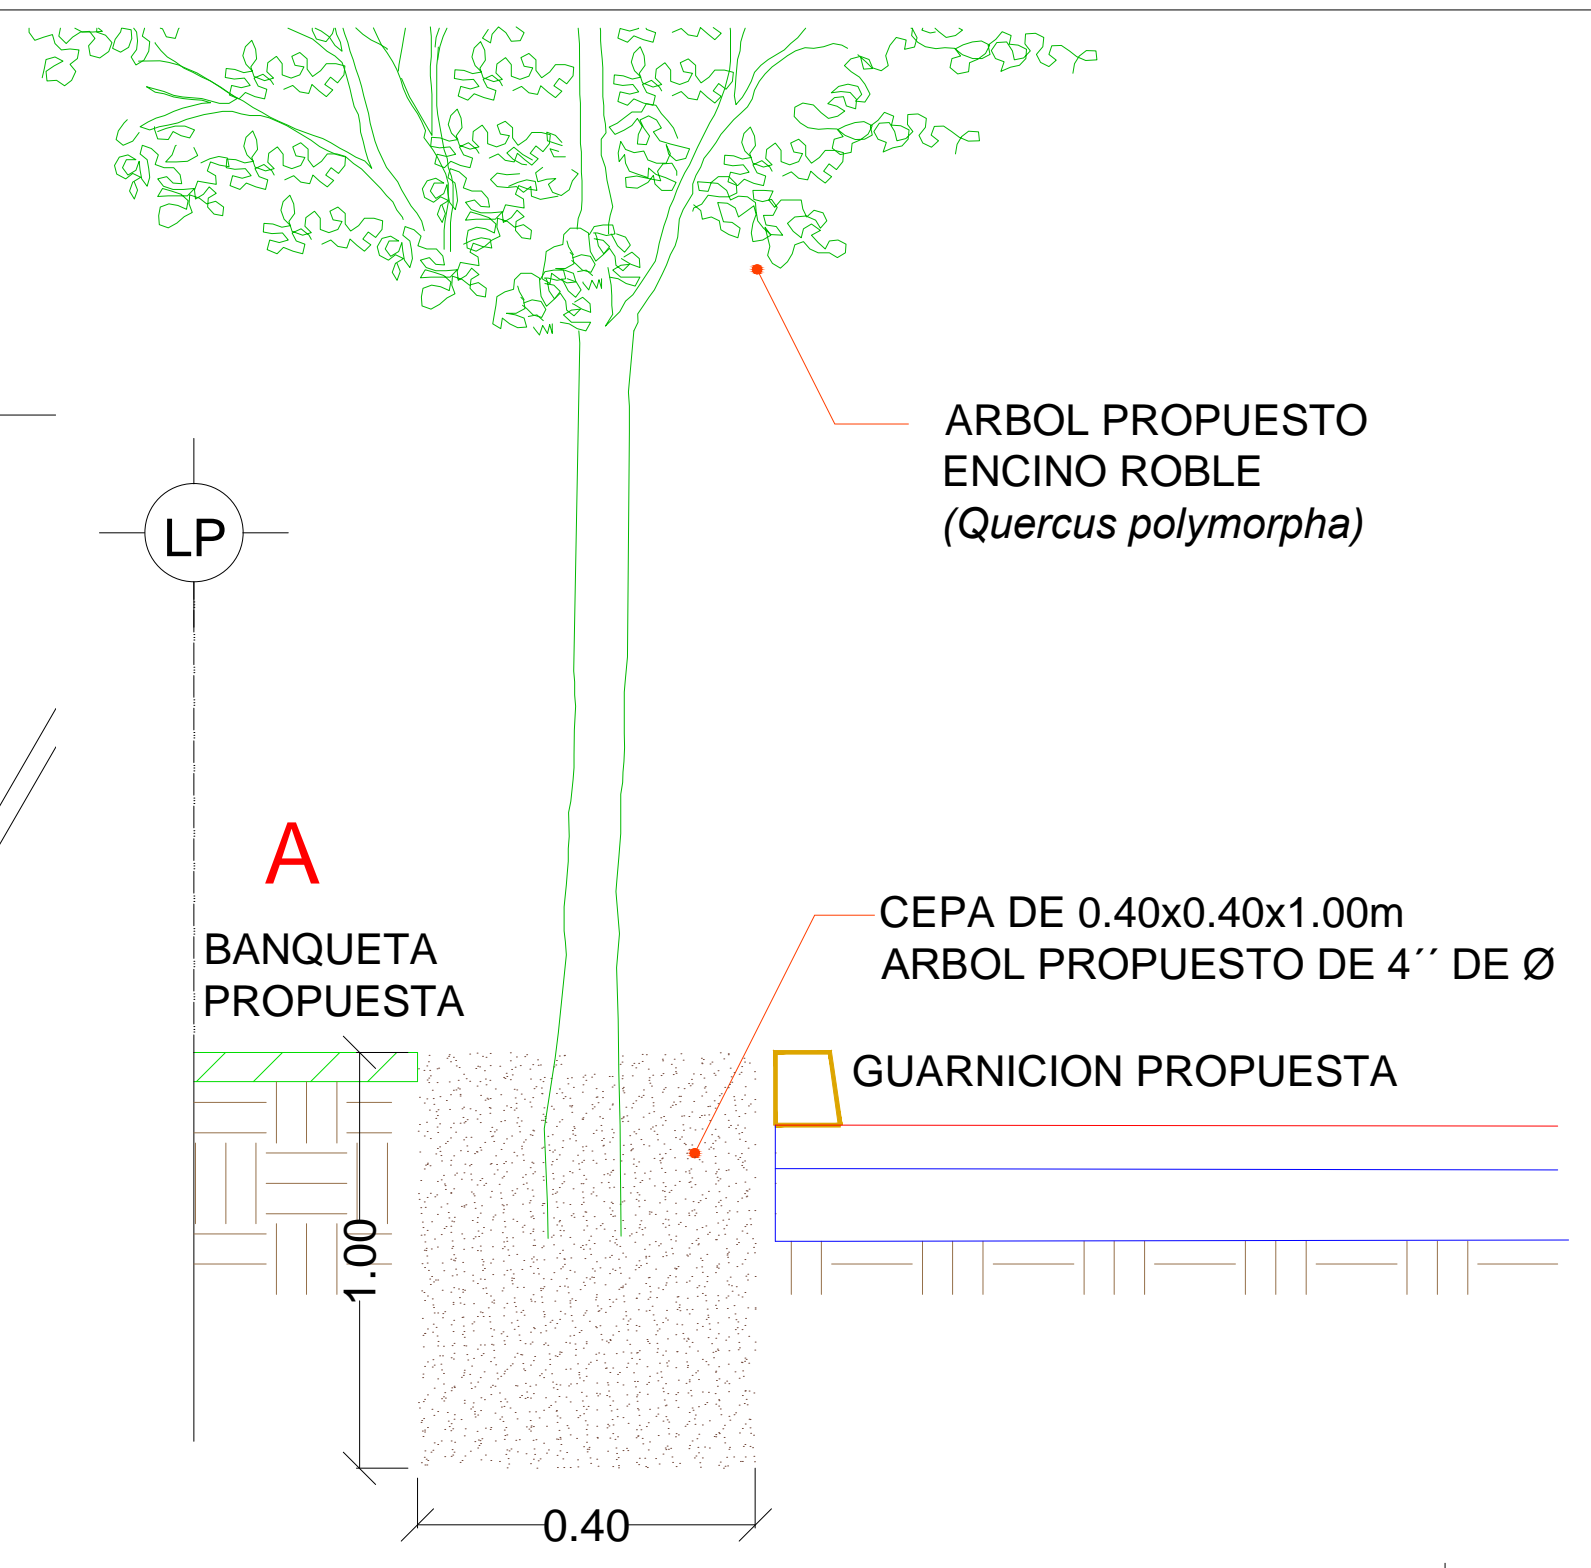 ARBOL PROPUESTO
ENCINO ROBLE
(Quercus polymorpha)
LP
A
BANQUETA
PROPUESTA
CEPA DE 0.40x0.40x1.00m
ARBOL PROPUESTO DE 4´´ DE Ø
GUARNICION PROPUESTA
1.00
0.40